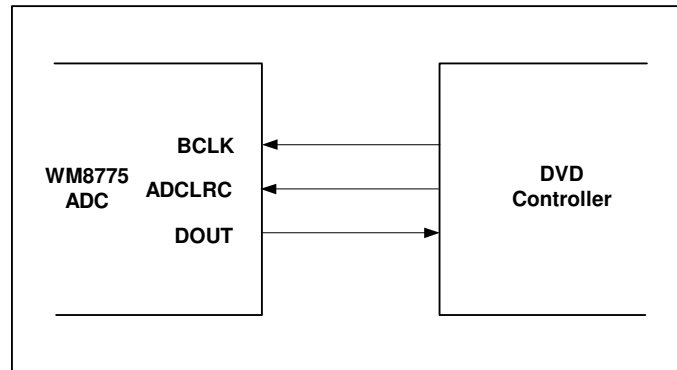 BCLK
WM8775
ADC
ADCLRC
DOUT
DVD
Controller